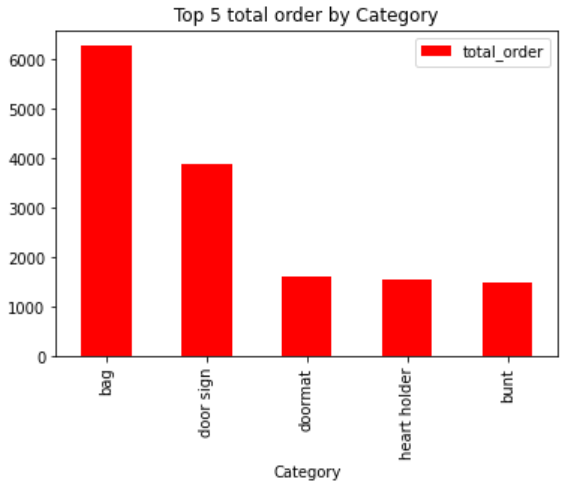 Top 5 total order by Category
total_order
6000
5000
4000
3000
2000
1000
0
bag
door sign
doormat
heart holder
bunt
Category